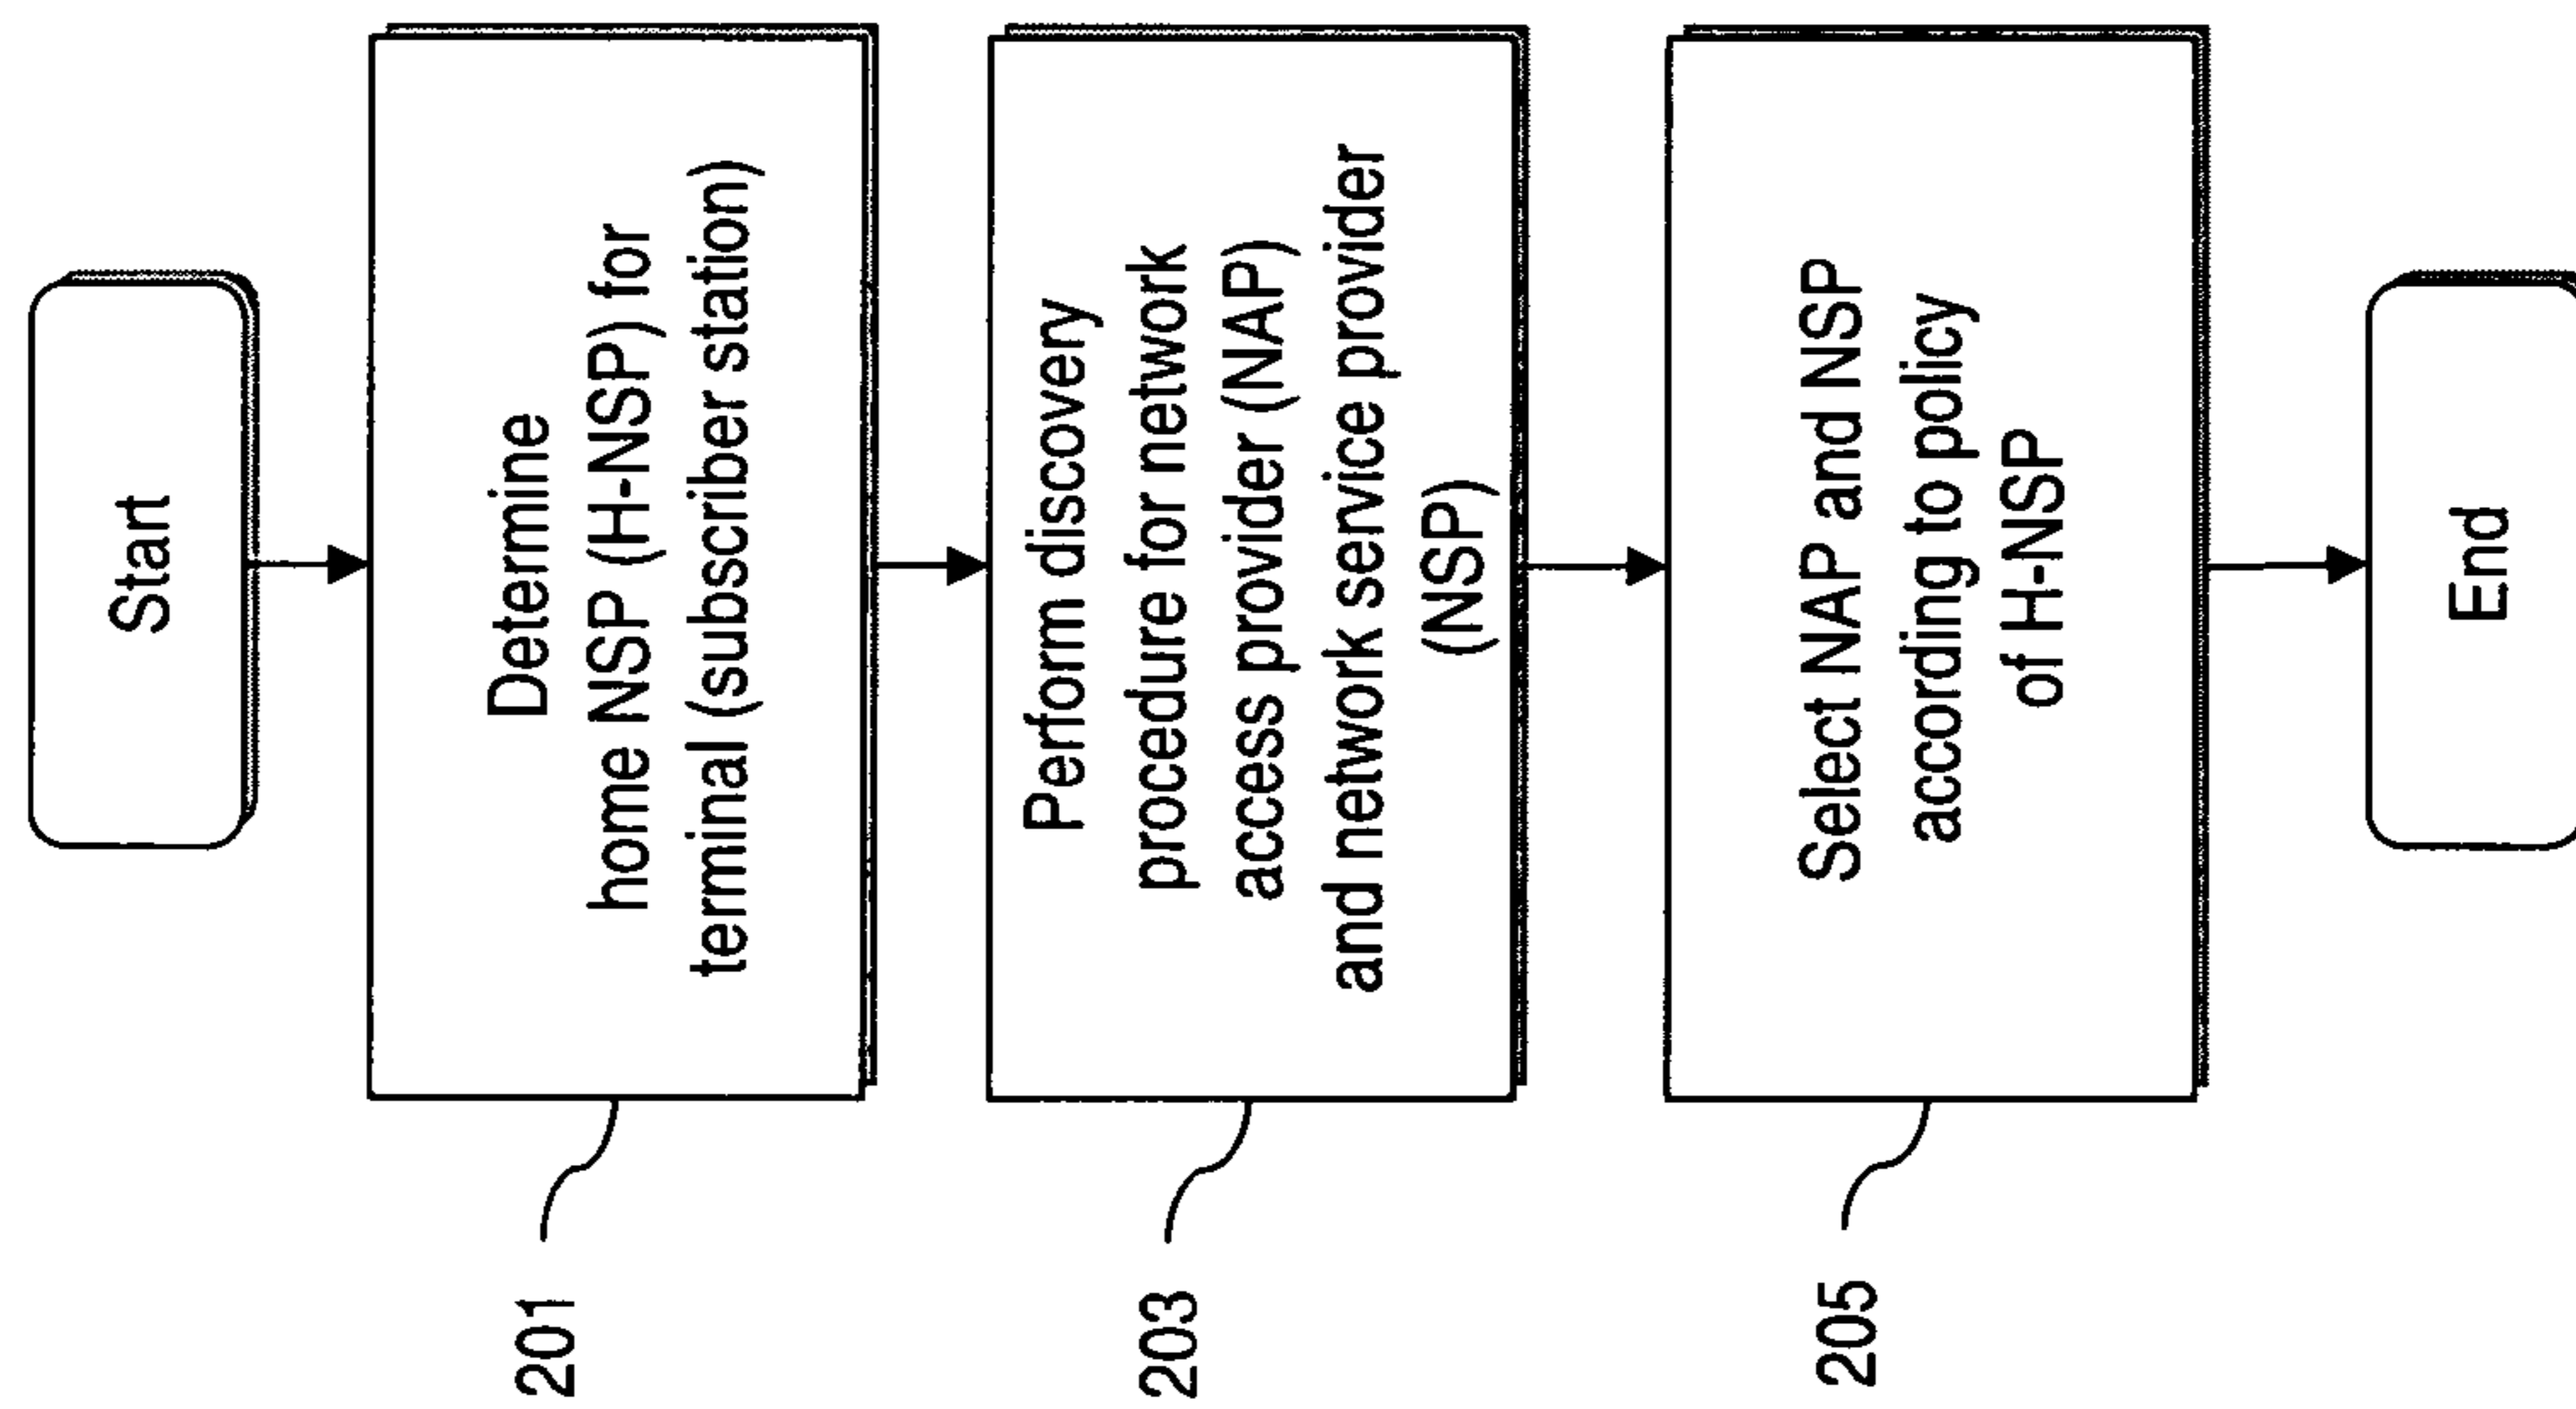 Start
Determine
home NSP (H-NSP) for
terminal (subscriber station)
201
Perform discovery
procedure for network
access provider (NAP)
and network service provider
(NSP)
203
Select NAP and NSP
according to policy
of H-NSP
205
End